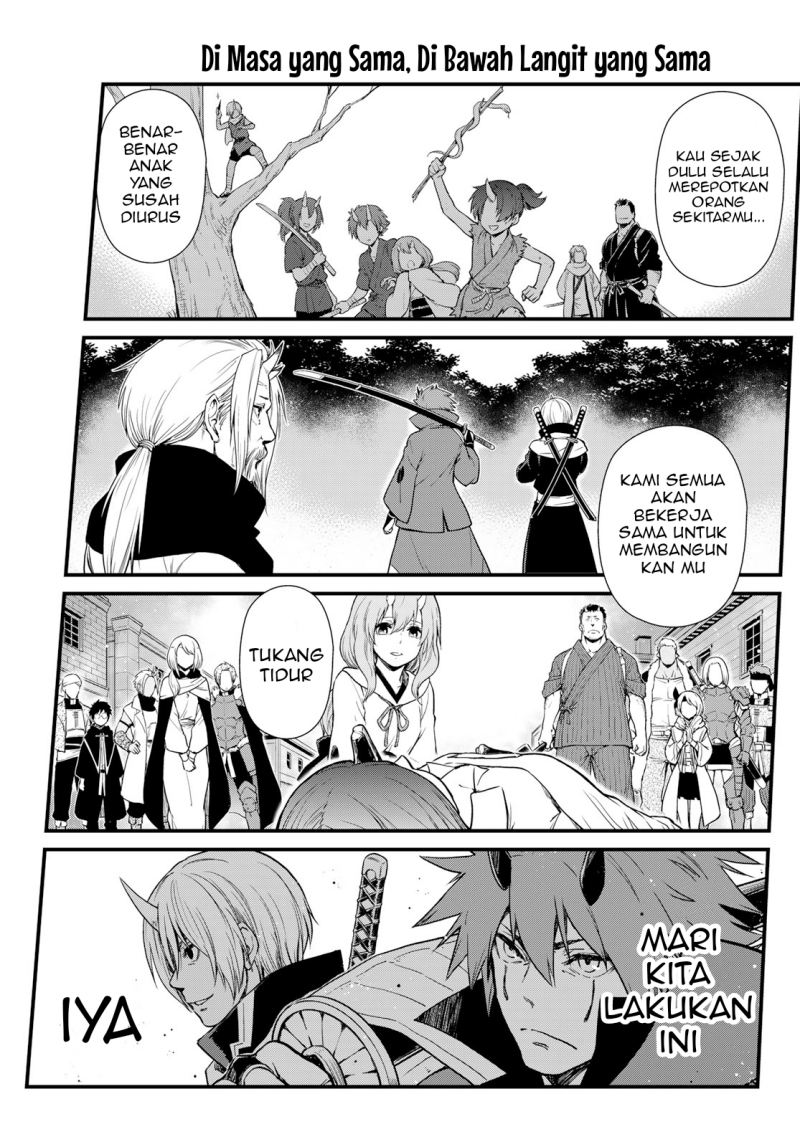 Di Masa yang Sama, Di Bawah Langit yang Sama
KAU SEJAK
DULU SELALU
MEREPOTKAN
ORANG
SEKITARMU...
BENAR-
BENAR
ANAK
YANG
SUSAH
DIURUS
KAMI SEMUA
AKAN
BEKERJA
SAMA UNTUK
MEMBANGUN
KAN MU
TUKANG
TIDUR
MARI
KITA
LAKUKAN
INI
IYA